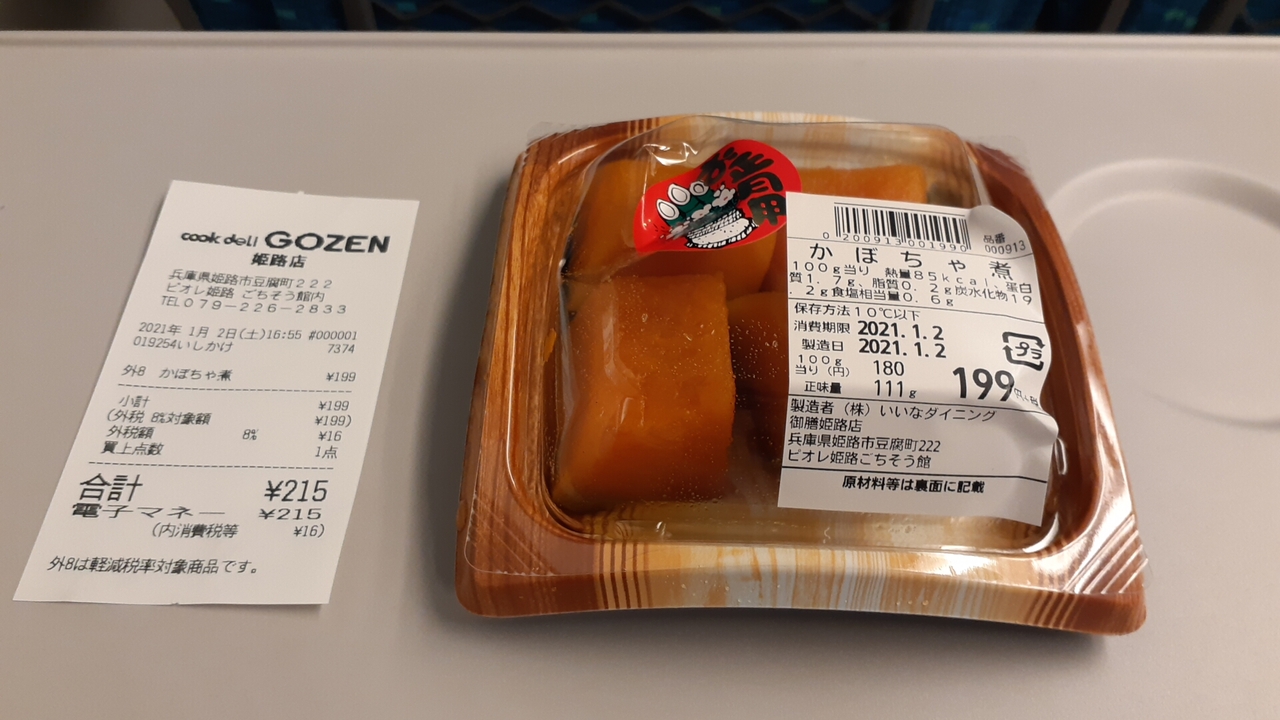 cook deli GOZEN
姫路店
兵庫県姫路市豆腐町222
ピオレ姫路 ごちそう館内
TEL079-226-2833
2021年 1月 2日(土)16:55 #000001
019254いしかけ 7374
外8 かぼちゃ煮 ¥199
小計 ¥199
(外税 8%対象額 ¥199)
外税額 8% ¥16
買上点数 1点
合計 ¥215
電子マネー ¥215
(内消費税等 ¥16)
外8は軽減税率対象商品です。
0 200913 001990
品番
000913
かぼちゃ煮
100g当り 熱量85kcal、蛋白
質1.7g、脂質0.2g炭水化物19
.2g食塩相当量0.6g
保存方法10℃以下
消費期限 2021.1.2
製造日 2021.1.2
プラ
100g
当り(円) 180
正味量 111g
199
製造者(株)いいなダイニング
御膳姫路店
兵庫県姫路市豆腐町222
ピオレ姫路ごちそう館
原材料等は裏面に記載